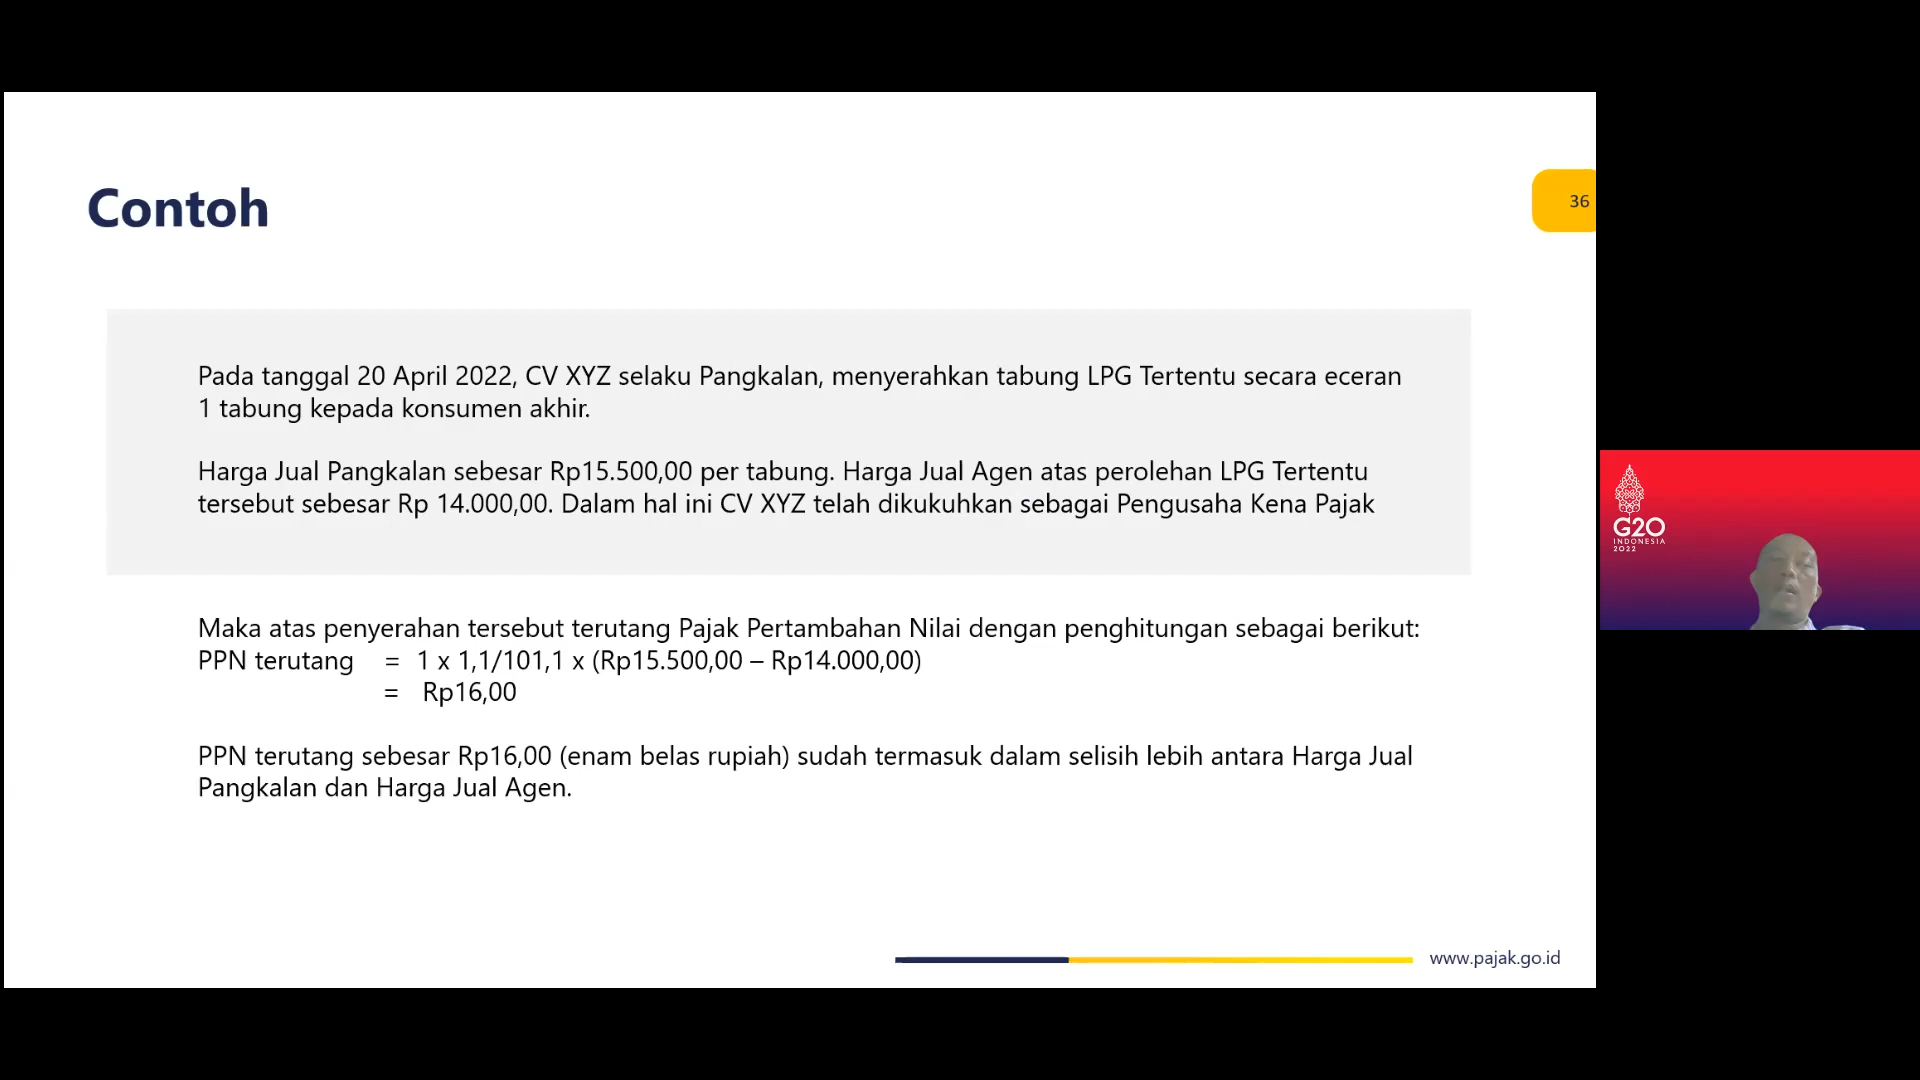 Contoh
36
Pada tanggal 20 April 2022, CV XYZ selaku Pangkalan, menyerahkan tabung LPG Tertentu secara eceran
1 tabung kepada konsumen akhir.
Harga Jual Pangkalan sebesar Rp15.500,00 per tabung. Harga Jual Agen atas perolehan LPG Tertentu
tersebut sebesar Rp 14.000,00. Dalam hal ini CV XYZ telah dikukuhkan sebagai Pengusaha Kena Pajak
Maka atas penyerahan tersebut terutang Pajak Pertambahan Nilai dengan penghitungan sebagai berikut:
PPN terutang = 1 x 1,1/101,1 x (Rp15.500,00 – Rp14.000,00)
= Rp16,00
PPN terutang sebesar Rp16,00 (enam belas rupiah) sudah termasuk dalam selisih lebih antara Harga Jual
Pangkalan dan Harga Jual Agen.
www.pajak.go.id
G20
INDONESIA
2022